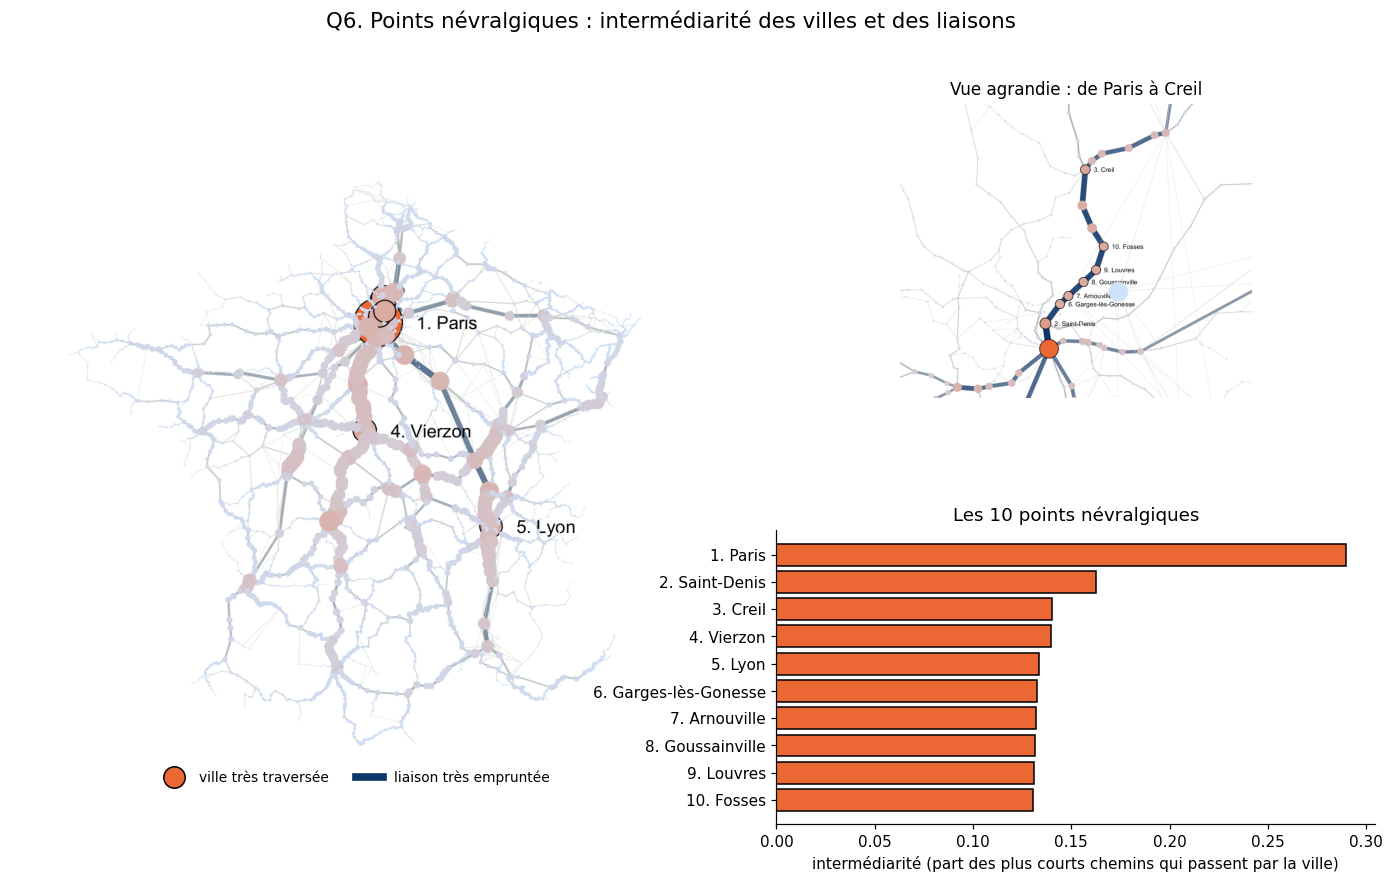 Q6. Points névralgiques : intermédiarité des villes et des liaisons
1. Paris
4. Vierzon
5. Lyon
ville très traversée
liaison très empruntée
Vue agrandie : de Paris à Creil
3. Creil
10. Fosses
9. Louvres
8. Goussainville
7. Arnouville
6. Garges-lès-Gonesse
2. Saint-Denis
Les 10 points névralgiques
1. Paris
2. Saint-Denis
3. Creil
4. Vierzon
5. Lyon
6. Garges-lès-Gonesse
7. Arnouville
8. Goussainville
9. Louvres
10. Fosses
0.00 0.05 0.10 0.15 0.20 0.25 0.30
intermédiarité (part des plus courts chemins qui passent par la ville)